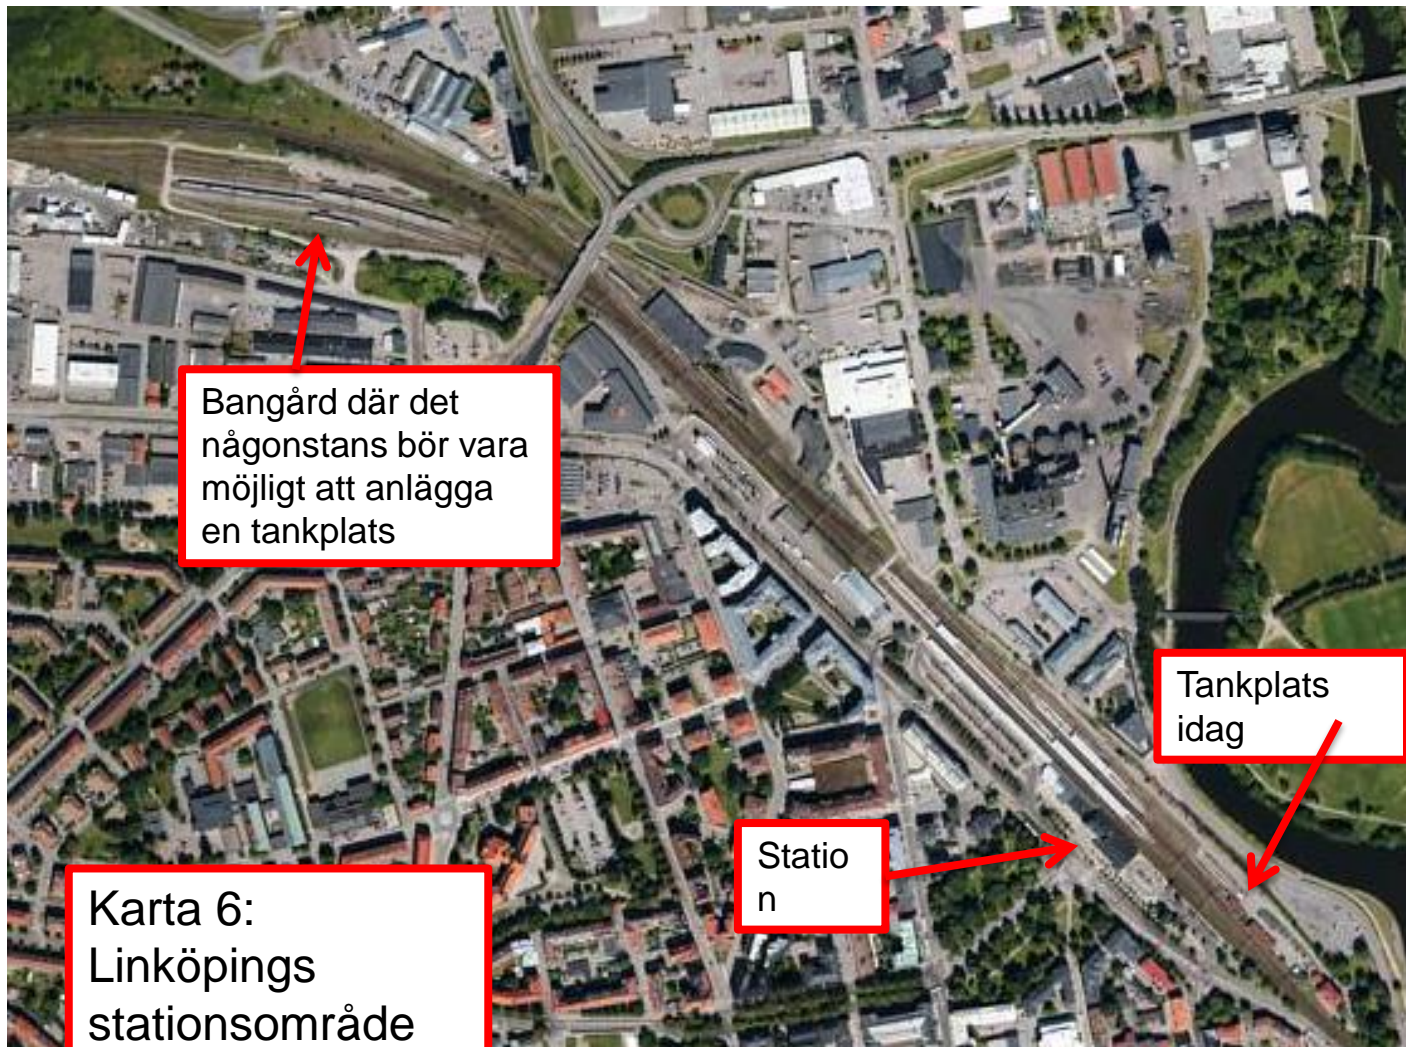 Bangård där det
någonstans bör vara
möjligt att anlägga
en tankplats
Tankplats
idag
Statio
n
Karta 6:
Linköpings
stationsområde